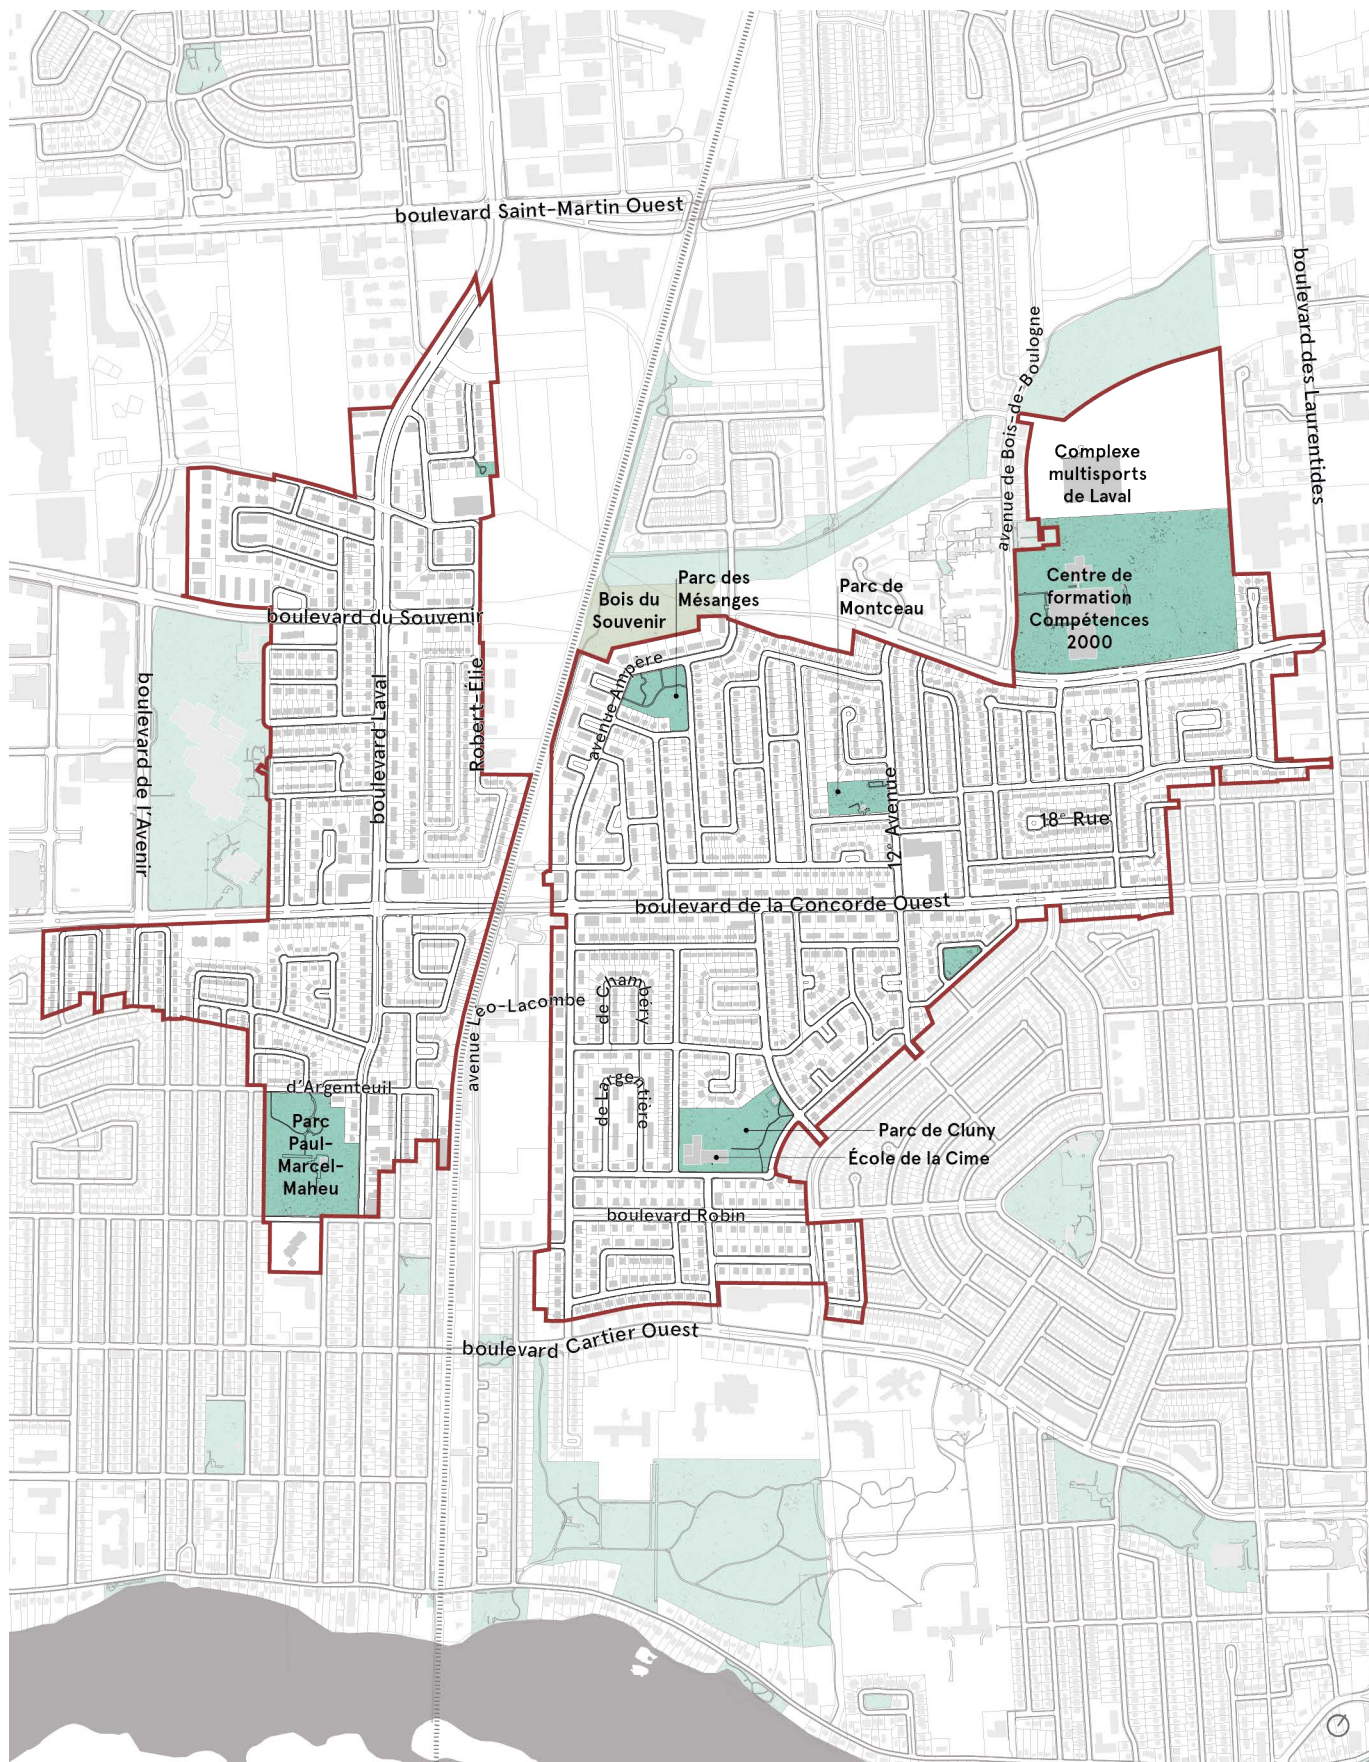 boulevard Saint-Martin Ouest
boulevard des Laurentides
avenue de Bois-de-Boulogne
Complexe
multisports
de Laval
Centre de
formation
Compétences
2000
Parc des
Mésanges
Parc de
Montceau
Bois du
Souvenir
boulevard du Souvenir
avenue Ampère
Robert-Élie
boulevard Laval
boulevard de l'Avenir
12e Avenue
18e Rue
boulevard de la Concorde Ouest
de Chambéry
avenue Léo-Lacombe
de Largentière
d'Argenteuil
Parc
Paul-
Marcel-
Maheu
Parc de Cluny
École de la Cime
boulevard Robin
boulevard Cartier Ouest